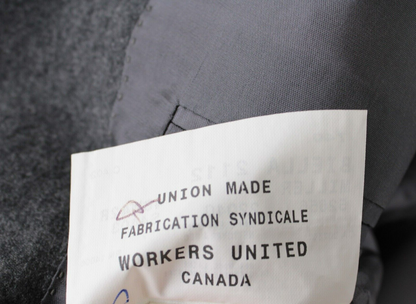 UNION MADE
FABRICATION SYNDICALE
WORKERS UNITED
CANADA